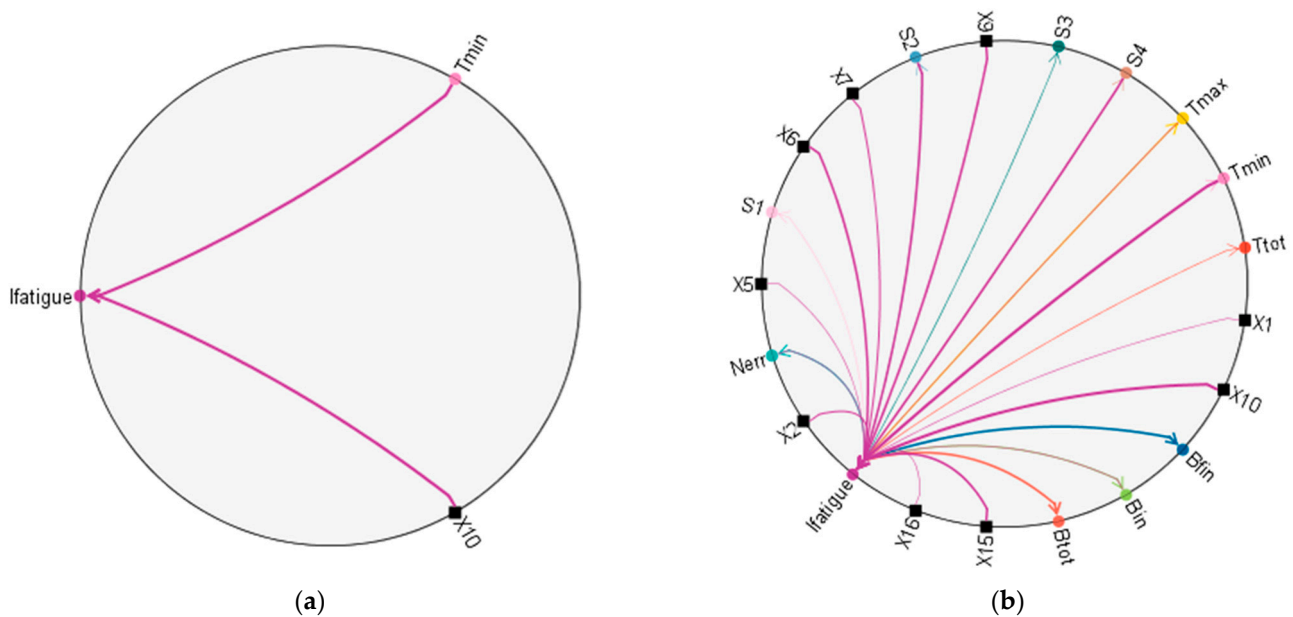 Tmin
Ifatigue
X10
(a)
S2
X9
S3
S4
Tmax
Tmin
Ttot
X1
X10
Bfin
Bin
Btot
X15
X16
Ifatigue
X2
Nerr
X5
S1
X6
X7
(b)